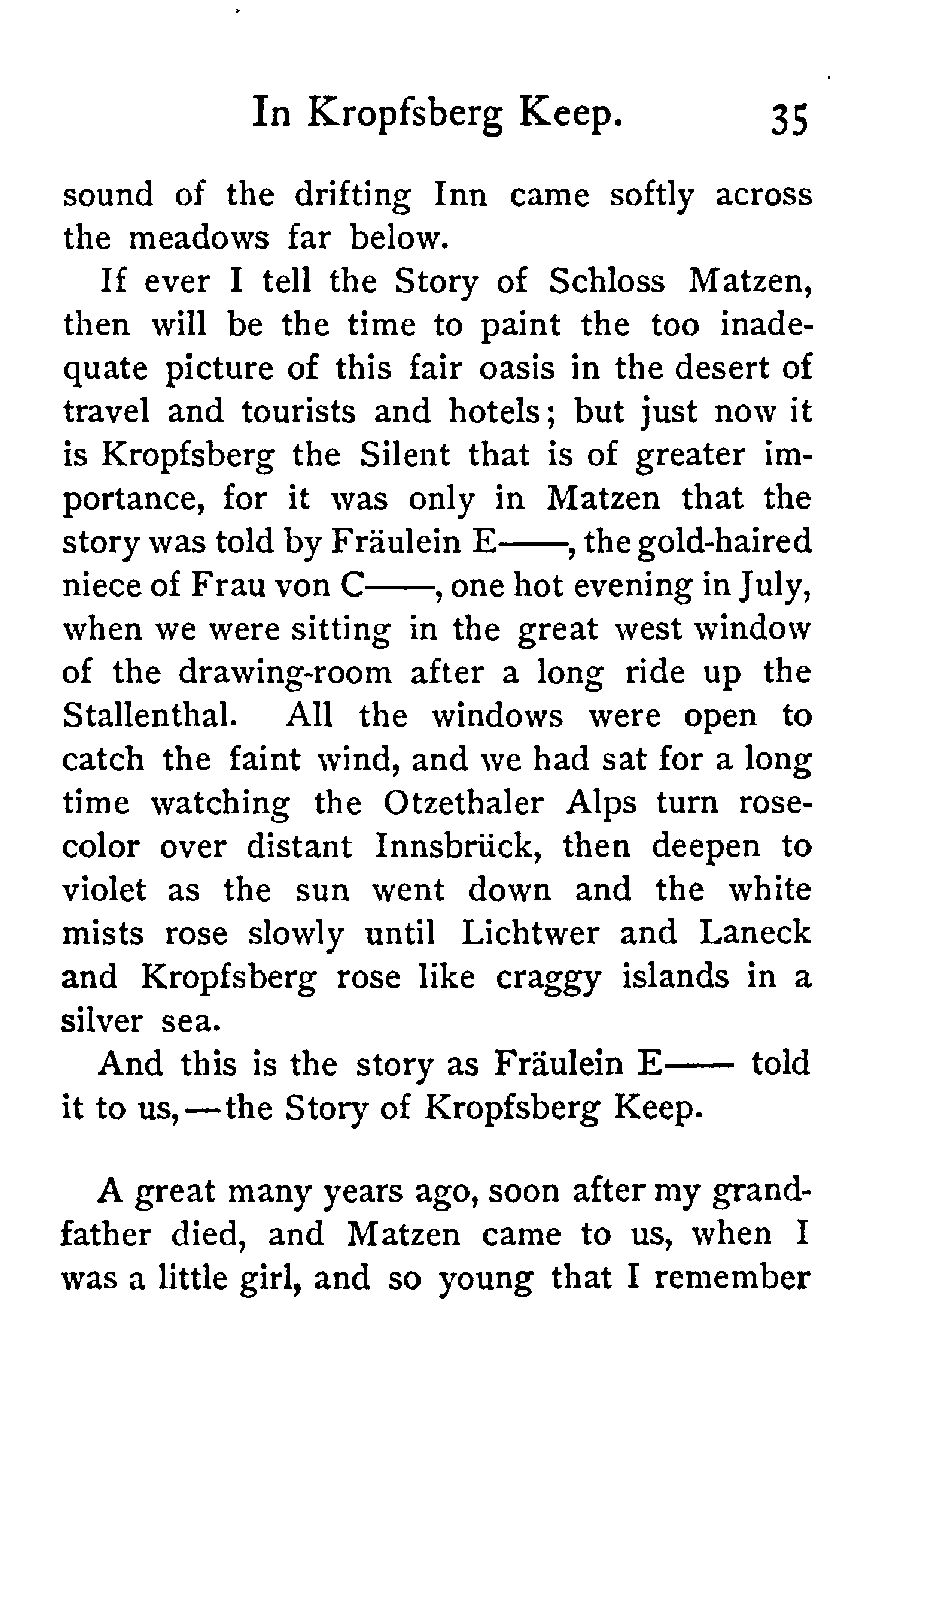 In Kropfsberg Keep. 35
sound of the drifting Inn came softly across
the meadows far below.
If ever I tell the Story of Schloss Matzen,
then will be the time to paint the too inade-
quate picture of this fair oasis in the desert of
travel and tourists and hotels; but just now it
is Kropfsberg the Silent that is of greater im-
portance, for it was only in Matzen that the
story was told by Fräulein E——, the gold-haired
niece of Frau von C——, one hot evening in July,
when we were sitting in the great west window
of the drawing-room after a long ride up the
Stallenthal. All the windows were open to
catch the faint wind, and we had sat for a long
time watching the Otzethaler Alps turn rose-
color over distant Innsbrück, then deepen to
violet as the sun went down and the white
mists rose slowly until Lichtwer and Laneck
and Kropfsberg rose like craggy islands in a
silver sea.
And this is the story as Fräulein E—— told
it to us,—the Story of Kropfsberg Keep.
A great many years ago, soon after my grand-
father died, and Matzen came to us, when I
was a little girl, and so young that I remember